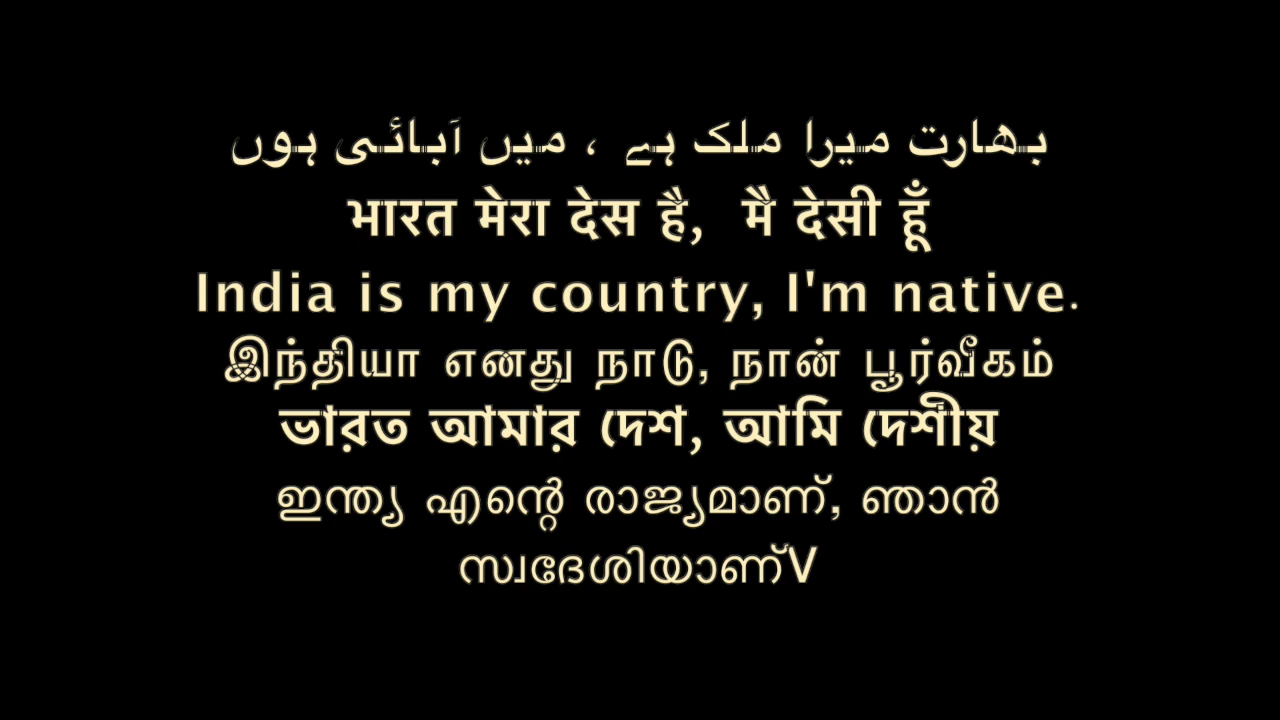 بھارت میرا ملک ہے ، میں آبائی ہوں
भारत मेरा देस है, मै देसी हूँ
India is my country, I'm native.
இந்தியா எனது நாடு, நான் பூர்வீகம்
ভারত আমার দেশ, আমি দেশীয়
ഇന്ത്യ എന്റെ രാജ്യമാണ്, ഞാൻ
സ്വദേശിയാണ്V